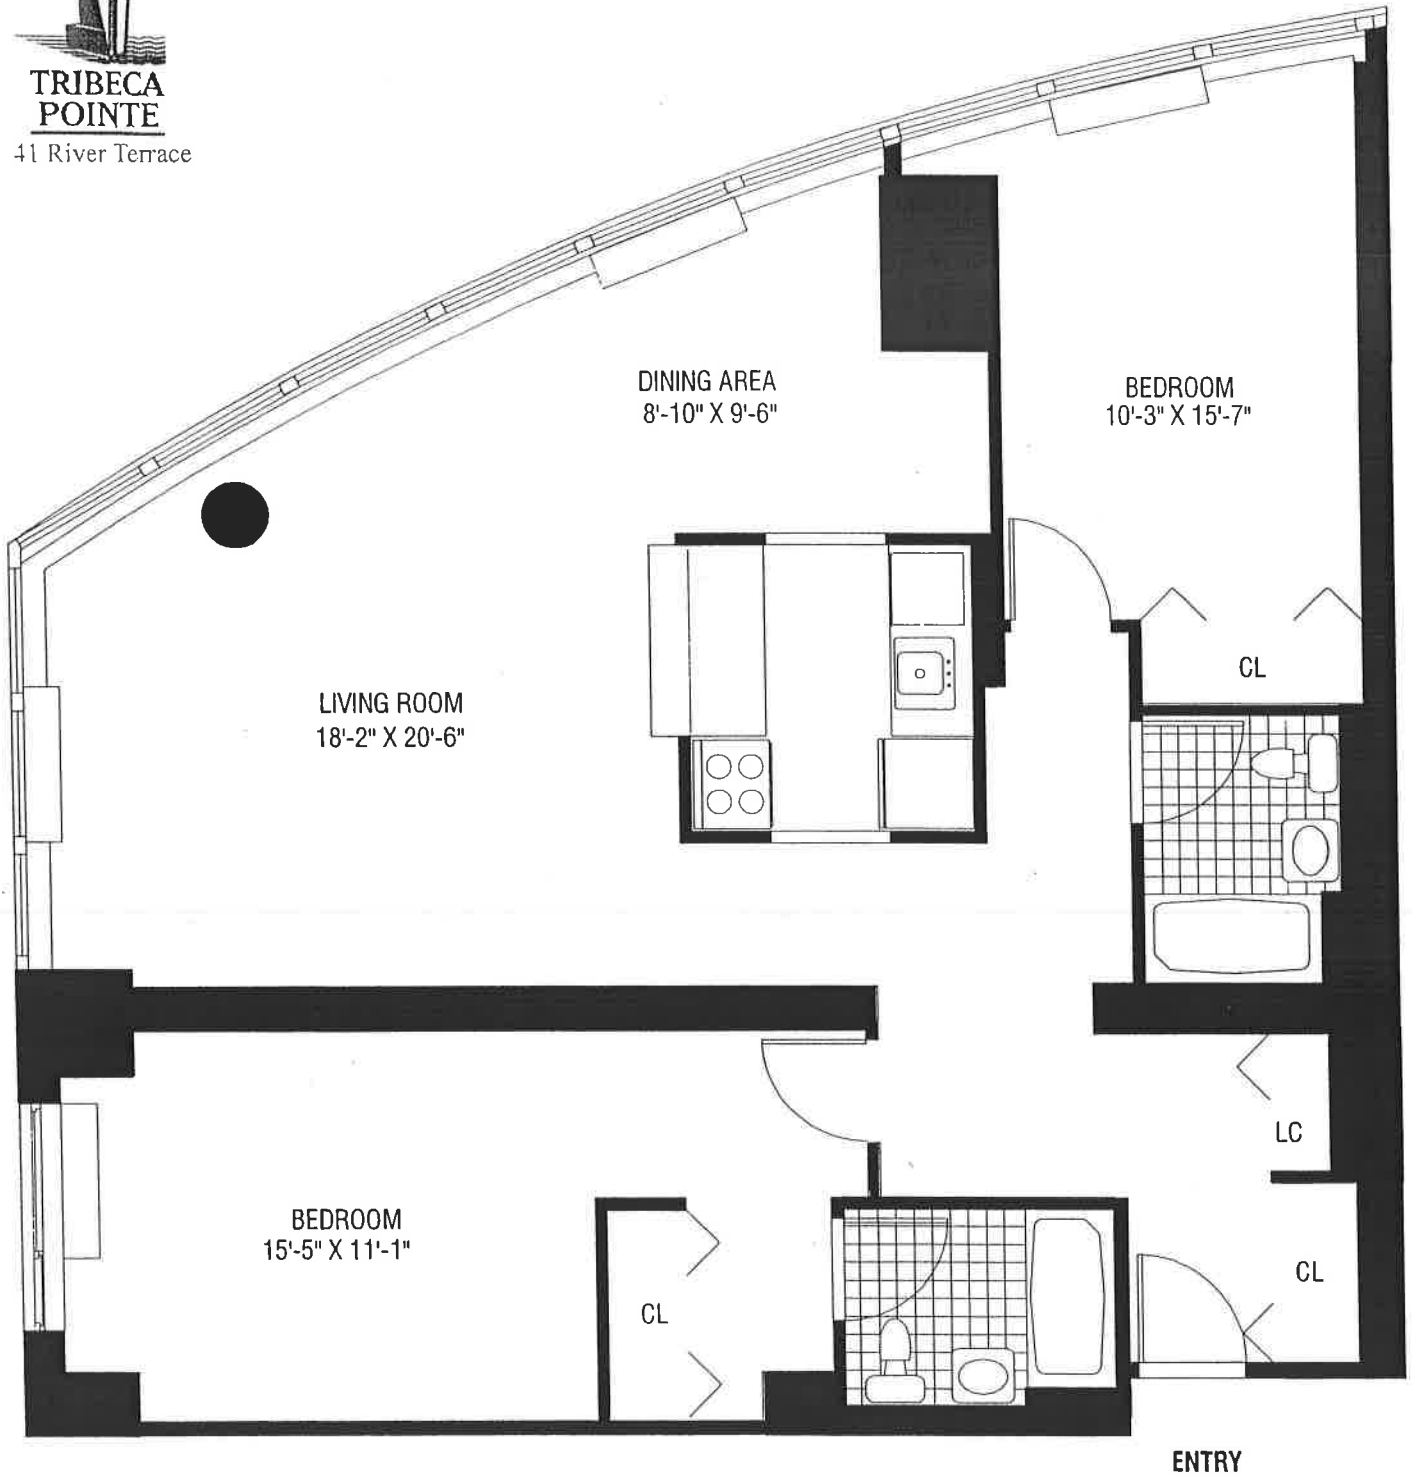 TRIBECA
POINTE
41 River Terrace
DINING AREA
8'-10" X 9'-6"
BEDROOM
10'-3" X 15'-7"
CL
LIVING ROOM
18'-2" X 20'-6"
LC
BEDROOM
15'-5" X 11'-1"
CL
CL
ENTRY